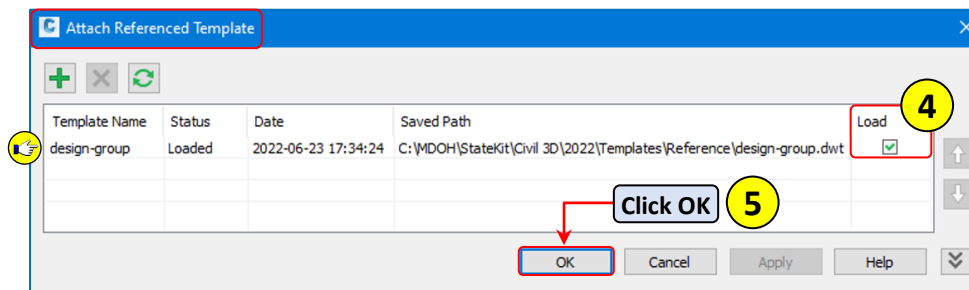 C Attach Referenced Template
4
Template Name Status Date Saved Path Load
design-group Loaded 2022-06-23 17:34:24 C:\MDOH\StateKit\Civil 3D\2022\Templates\Reference\design-group.dwt
Click OK 5
OK Cancel Apply Help